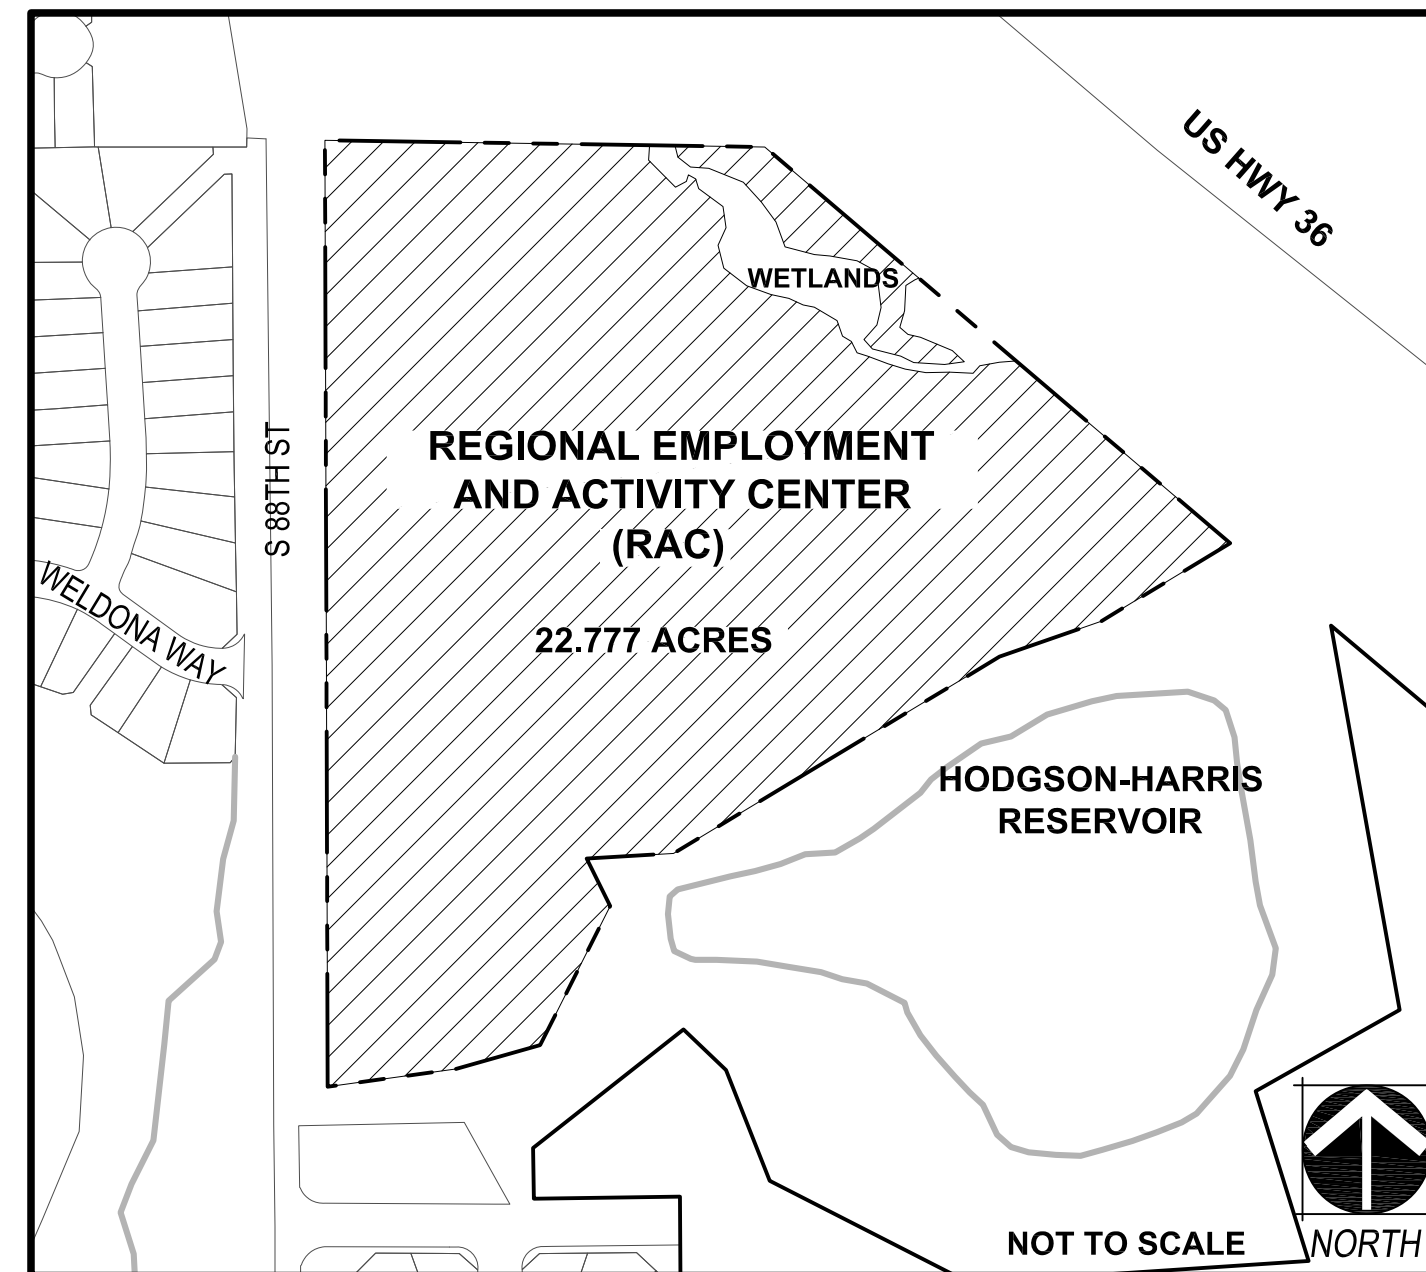 US HWY 36
WETLANDS
REGIONAL EMPLOYMENT
AND ACTIVITY CENTER
(RAC)
22.777 ACRES
S 88TH ST
WELDONA WAY
HODGSON-HARRIS
RESERVOIR
NOT TO SCALE
NORTH